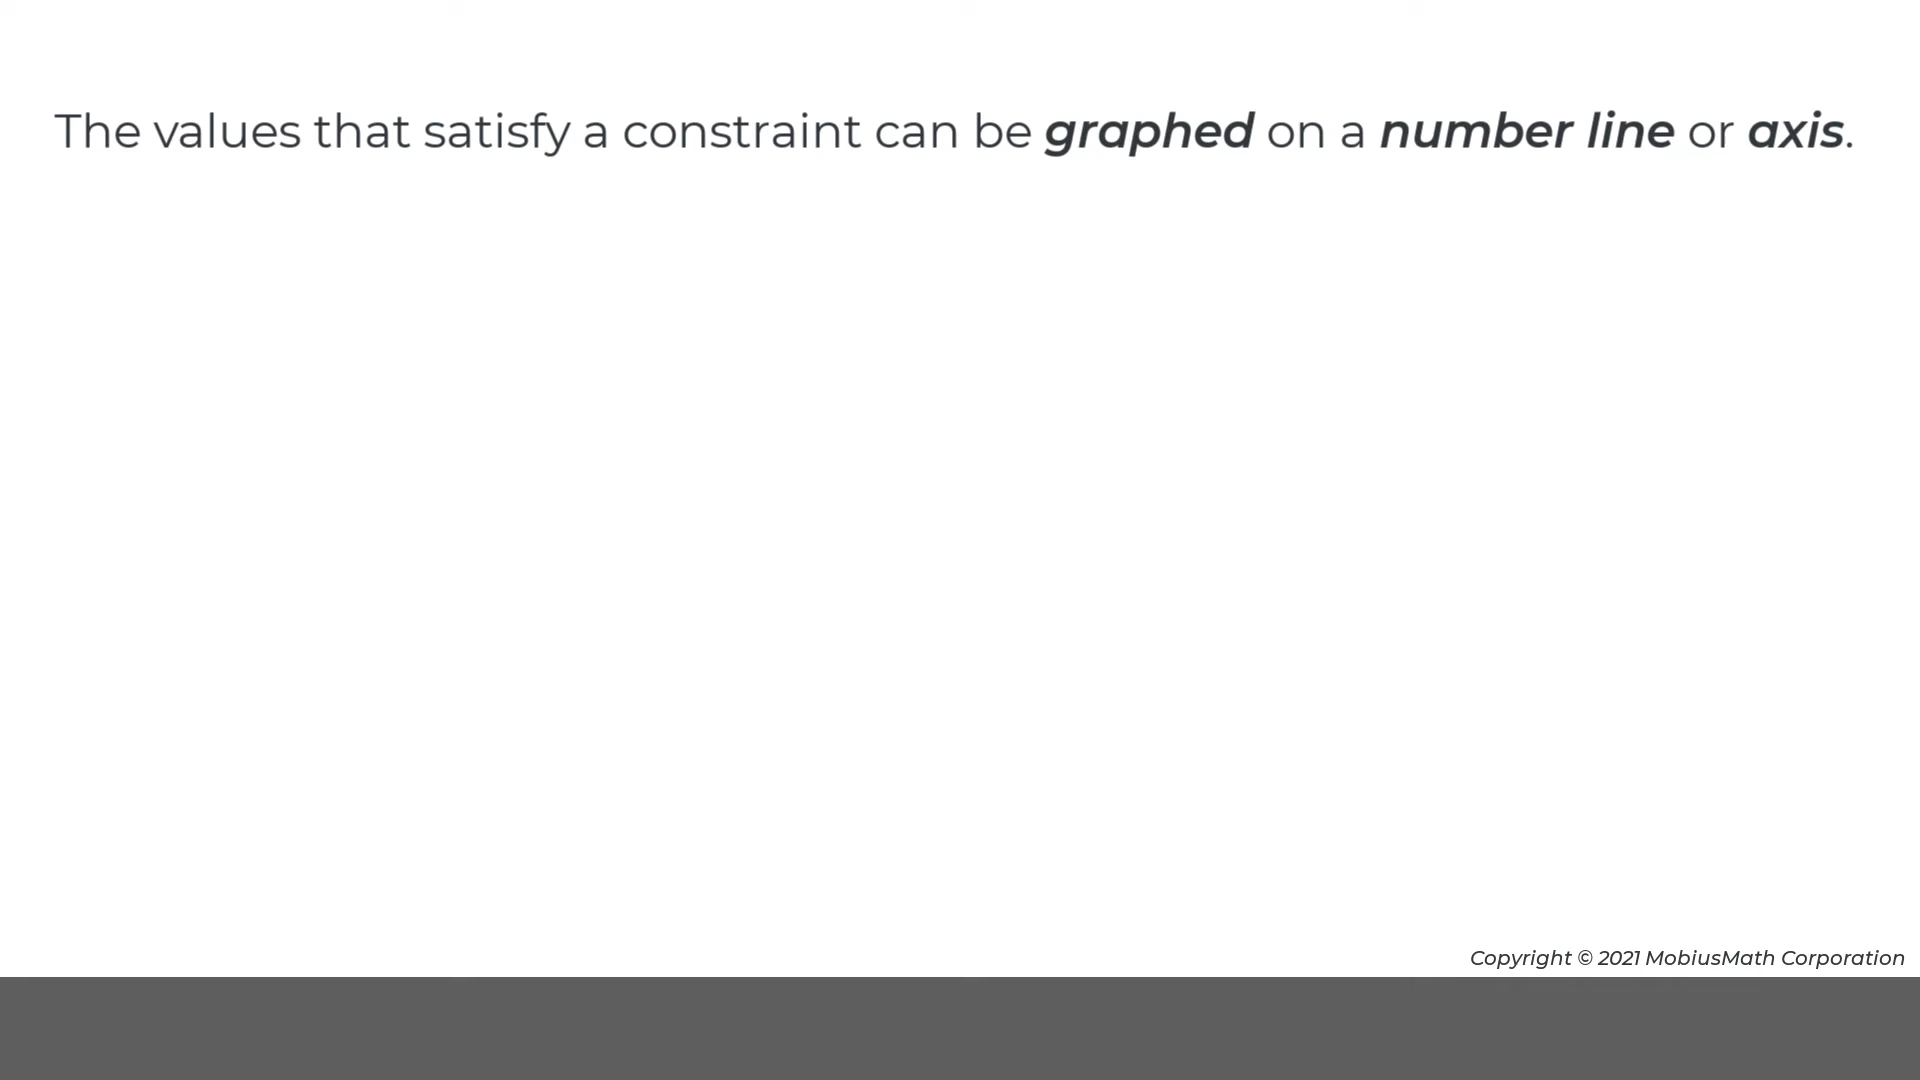 The values that satisfy a constraint can be graphed on a number line or axis.
Copyright © 2021 MobiusMath Corporation